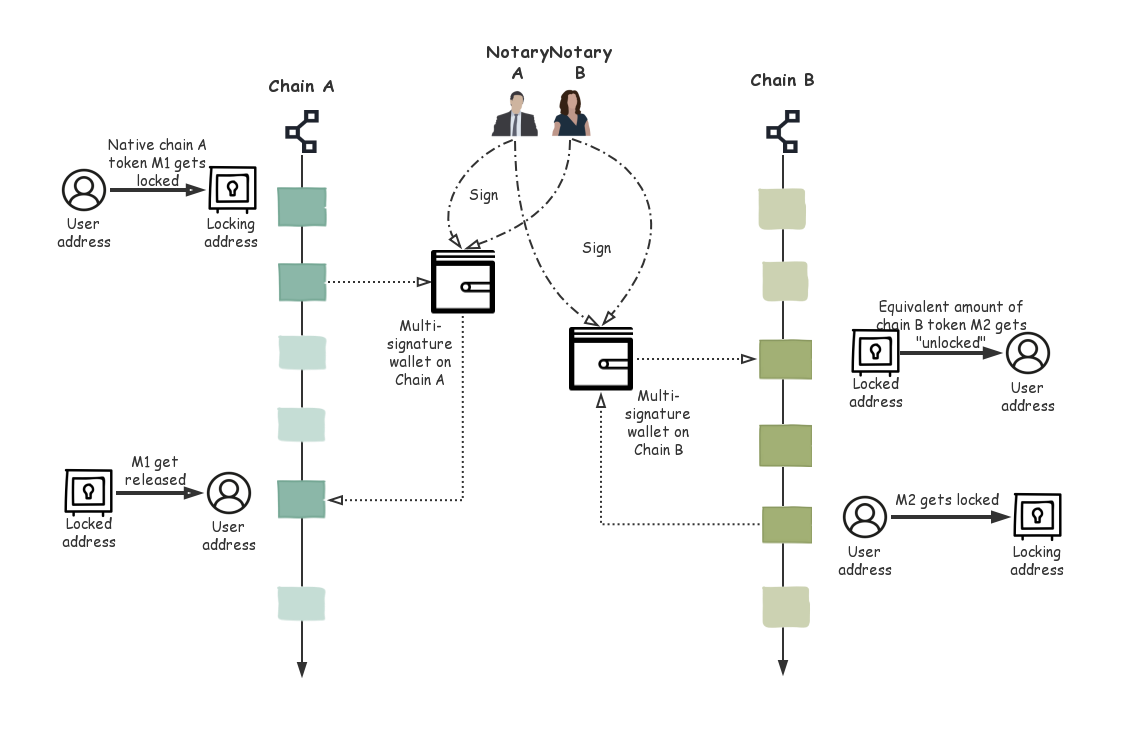 NotaryNotary
A B
Chain A
Chain B
Native chain A
token M1 gets
locked
User
address
Locking
address
Sign
Sign
Multi-
signature
wallet on
Chain A
Equivalent amount of
chain B token M2 gets
"unlocked"
Locked
address
User
address
Multi-
signature
wallet on
Chain B
M1 get
released
Locked
address
User
address
M2 gets locked
User
address
Locking
address